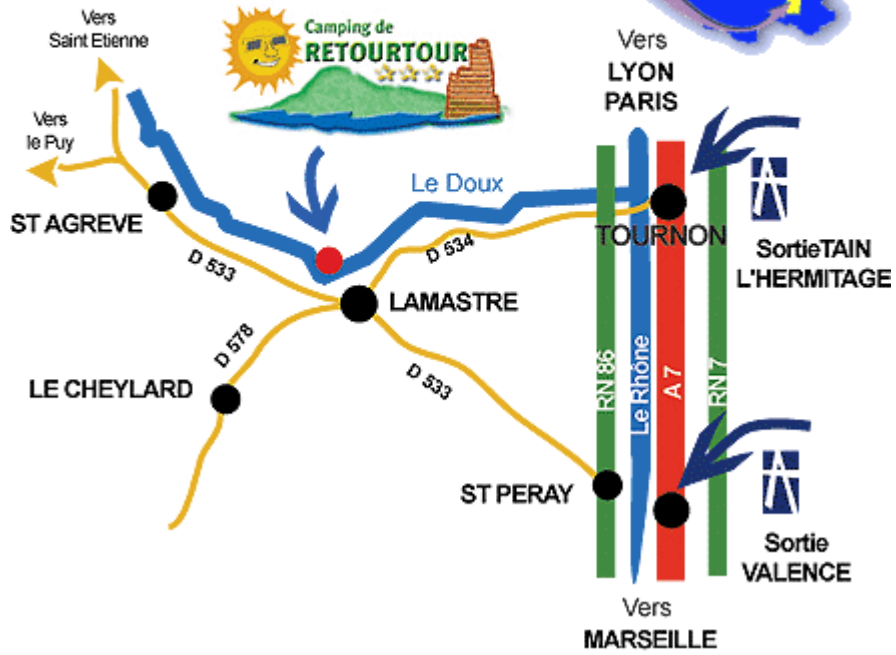 Vers
Saint Etienne
Camping de
RETOURTOUR
Vers
LYON
PARIS
Vers
le Puy
Le Doux
ST AGREVE
TOURNON
D 534
SortieTAIN
L'HERMITAGE
D 533
LAMASTRE
D 578
D 533
LE CHEYLARD
RN 86
Le Rhône
A 7
RN 7
ST PERAY
Sortie
VALENCE
Vers
MARSEILLE